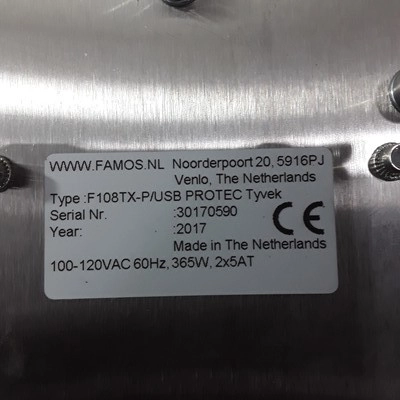 WWW.FAMOS.NL Noorderpoort 20, 5916PJ
Venlo, The Netherlands
Type :F108TX-P/USB PROTEC Tyvek
Serial Nr. :30170590
Year: :2017
Made in The Netherlands
CE
100-120VAC 60Hz, 365W, 2x5AT